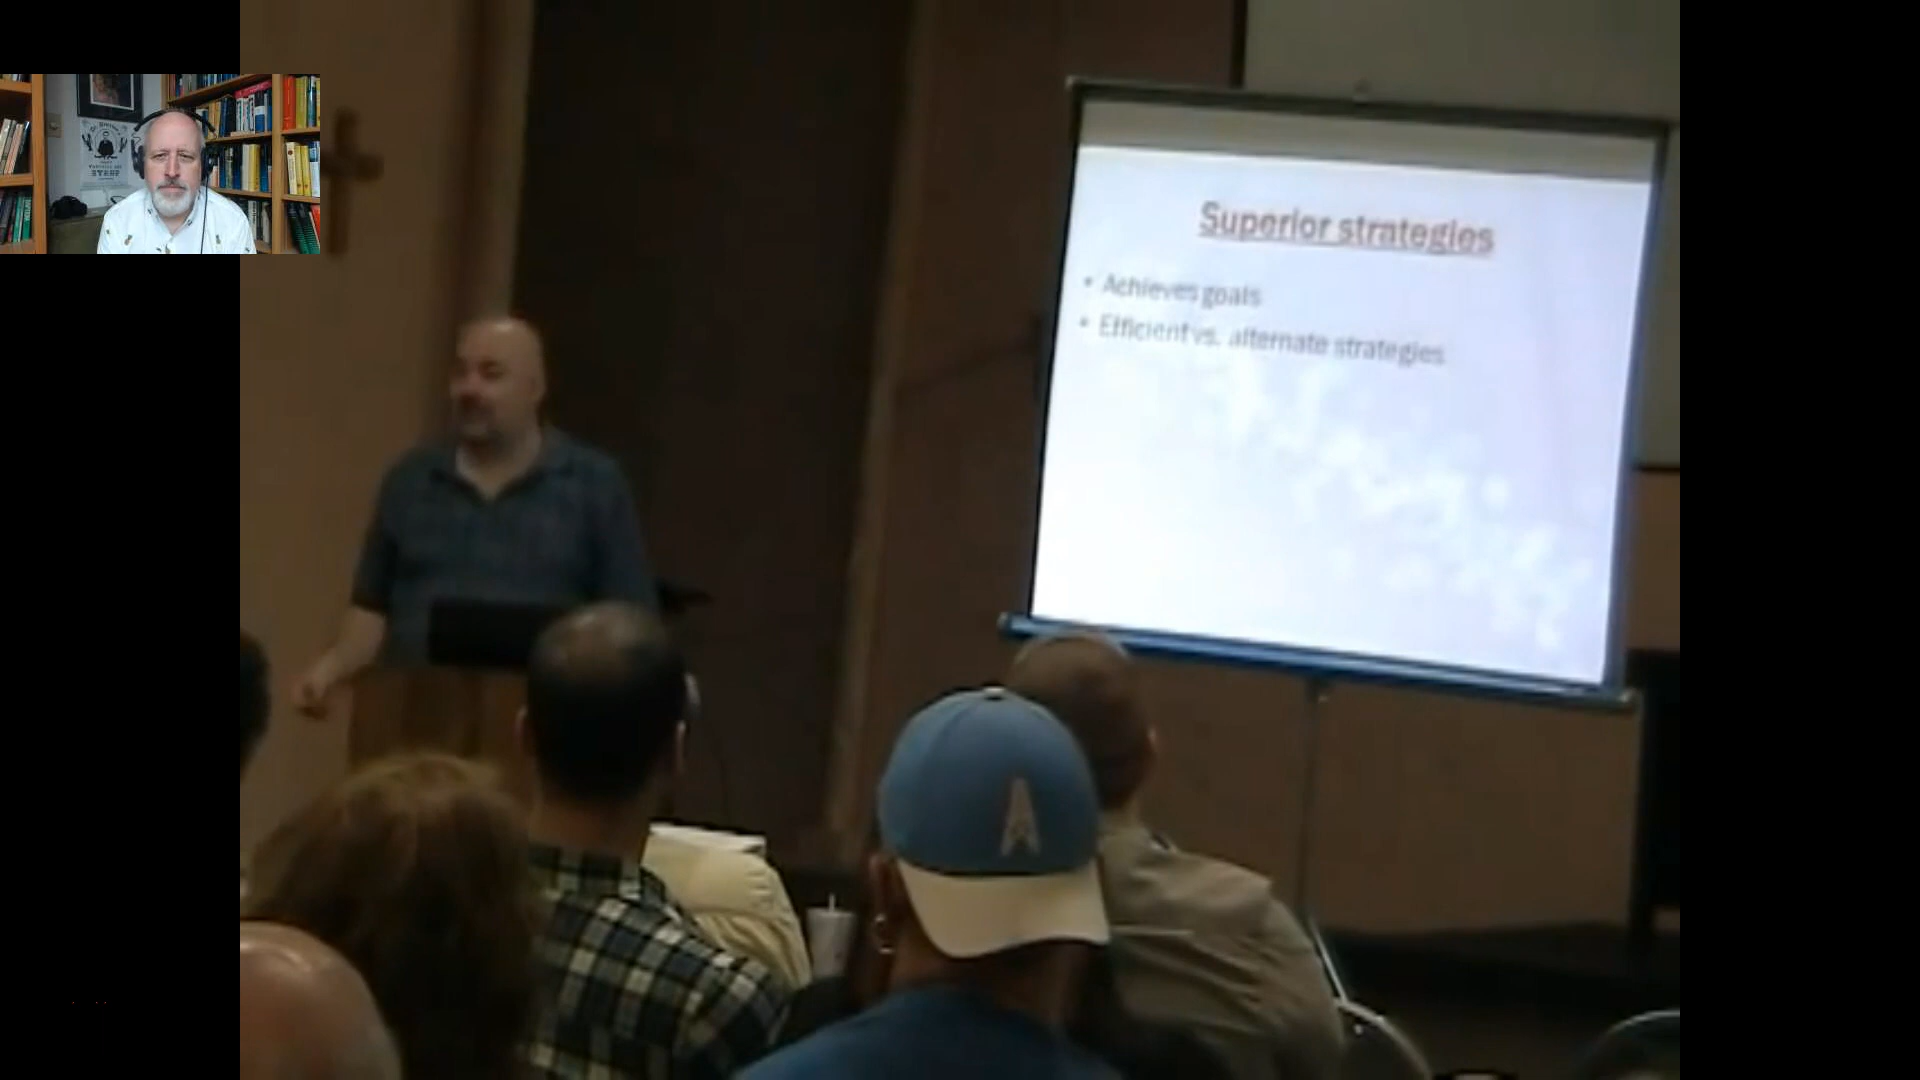 Superior strategies
• Achieves goals
• Efficient vs. alternate strategies
A